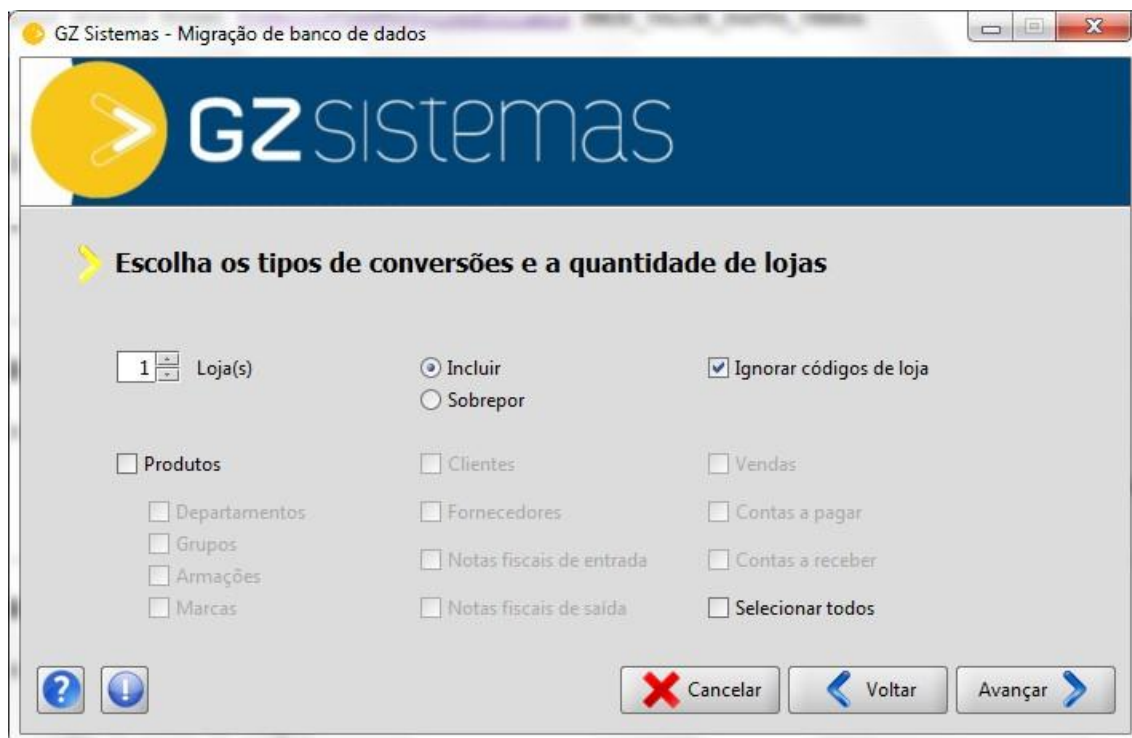 GZ Sistemas - Migração de banco de dados
GZ sistemas
Escolha os tipos de conversões e a quantidade de lojas
1 Loja(s) Incluir Ignorar códigos de loja
Sobrepor
Produtos Clientes Vendas
Departamentos Fornecedores Contas a pagar
Grupos
Notas fiscais de entrada Contas a receber
Armações
Marcas Notas fiscais de saída Selecionar todos
? ! Cancelar Voltar Avançar